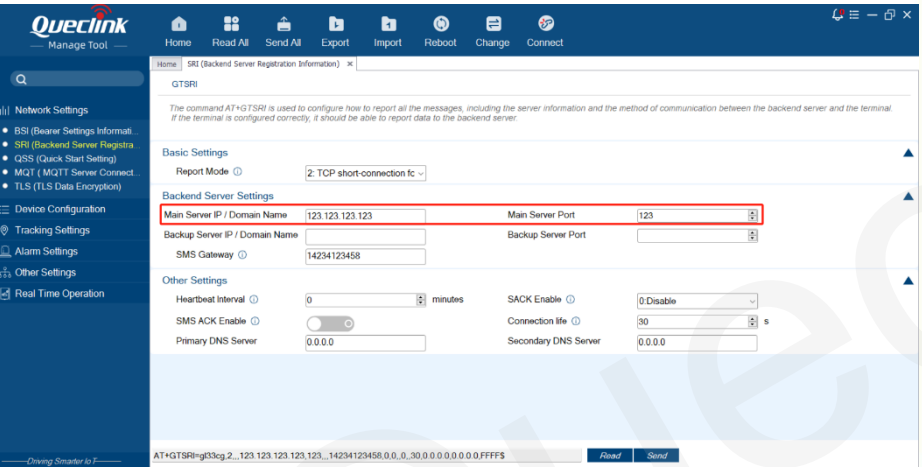 Queclink
Manage Tool
Home Read All Send All Export Import Reboot Change Connect
Home SRI (Backend Server Registration Information) ×
GTSRI
The command AT+GTSRI is used to configure how to report all the messages, including the server information and the method of communication between the backend server and the terminal.
If the terminal is configured correctly, it should be able to report data to the backend server.
Network Settings
BSI (Bearer Settings Informati...
SRI (Backend Server Registra...
QSS (Quick Start Setting)
MQT ( MQTT Server Connect...
TLS (TLS Data Encryption)
Device Configuration
Tracking Settings
Alarm Settings
Other Settings
Real Time Operation
Basic Settings
Report Mode 2: TCP short-connection fc
Backend Server Settings
Main Server IP / Domain Name 123.123.123.123 Main Server Port 123
Backup Server IP / Domain Name Backup Server Port
SMS Gateway 14234123458
Other Settings
Heartbeat Interval 0 minutes SACK Enable 0:Disable
SMS ACK Enable Connection life 30 s
Primary DNS Server 0.0.0.0 Secondary DNS Server 0.0.0.0
AT+GTSRI=gl33cg,2,,,123.123.123.123,123,,,14234123458,0,0,,0,,30,0.0.0.0,0.0.0.0,FFFF$ Read Send
Driving Smarter Io T